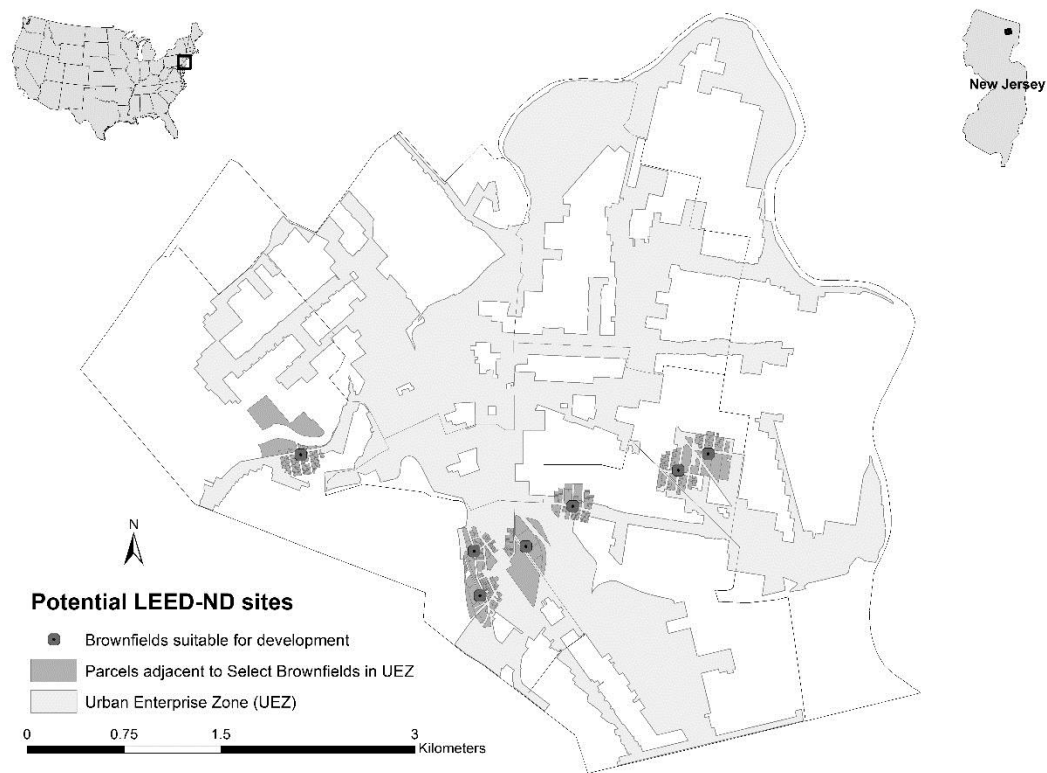 New Jersey
N
Potential LEED-ND sites
Brownfields suitable for development
Parcels adjacent to Select Brownfields in UEZ
Urban Enterprise Zone (UEZ)
0 0.75 1.5 3
Kilometers